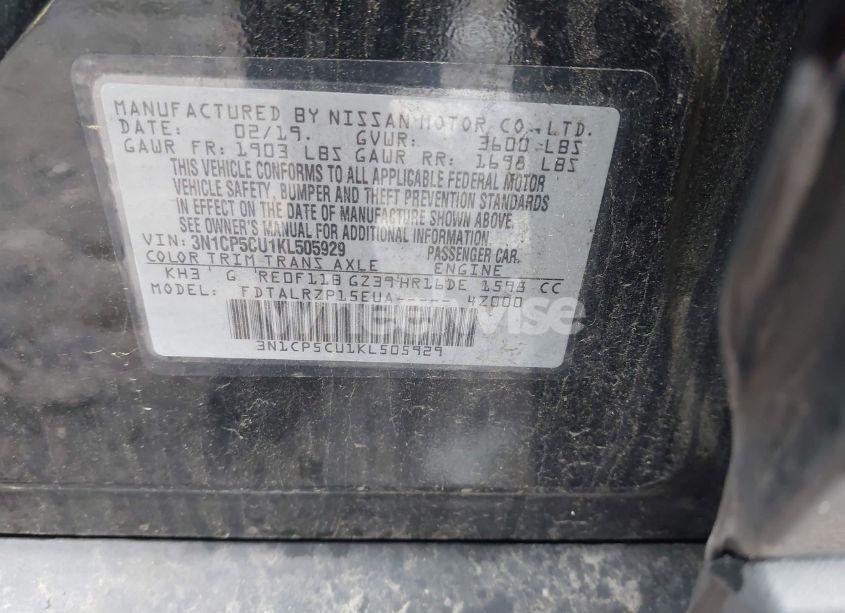 MANUFACTURED BY NISSAN MOTOR CO., LTD.
DATE: 02/19. GVWR: 3600 LBS
GAWR FR: 1903 LBS GAWR RR: 1698 LBS
THIS VEHICLE CONFORMS TO ALL APPLICABLE FEDERAL MOTOR
VEHICLE SAFETY, BUMPER AND THEFT PREVENTION STANDARDS
IN EFFECT ON THE DATE OF MANUFACTURE SHOWN ABOVE.
SEE OWNER'S MANUAL FOR ADDITIONAL INFORMATION.
VIN: 3N1CP5CU1KL505929 PASSENGER CAR.
COLOR TRIM TRANS AXLE ENGINE
KH3 G RE0F11B GZ39 HR16DE 1598 CC
MODEL: FDTALRZP15EUA----- 4Z000
3N1CP5CU1KL505929